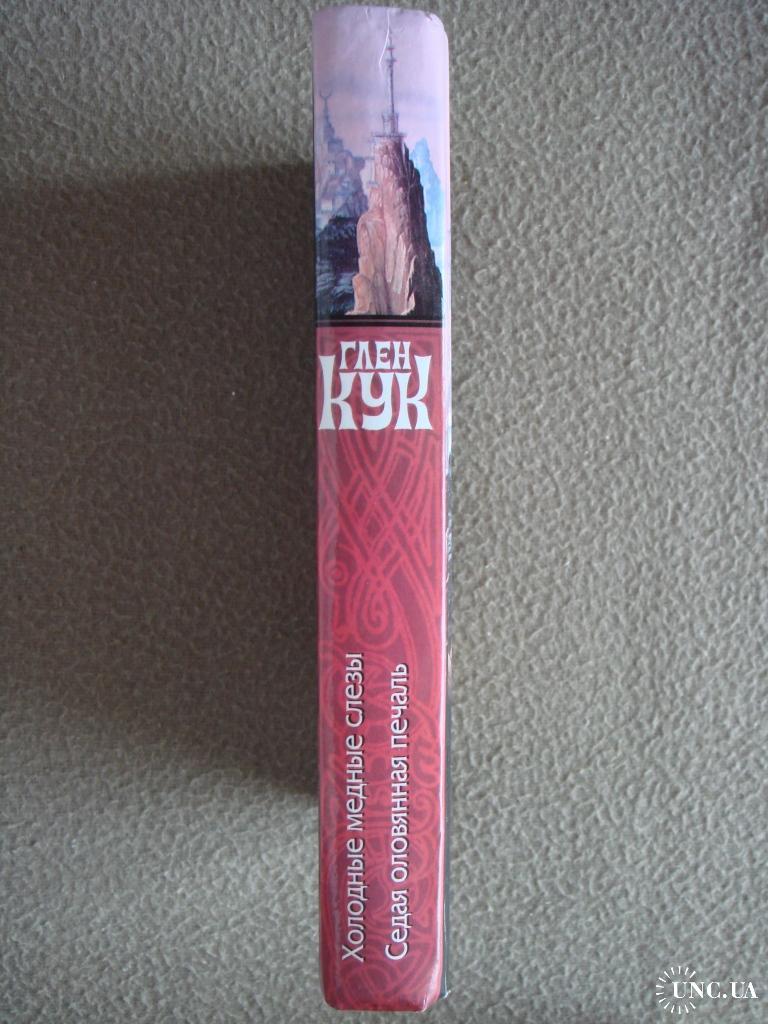 ГЛЕН
КУК
Холодные медные слезы
Седая оловянная печаль
UNC.UA